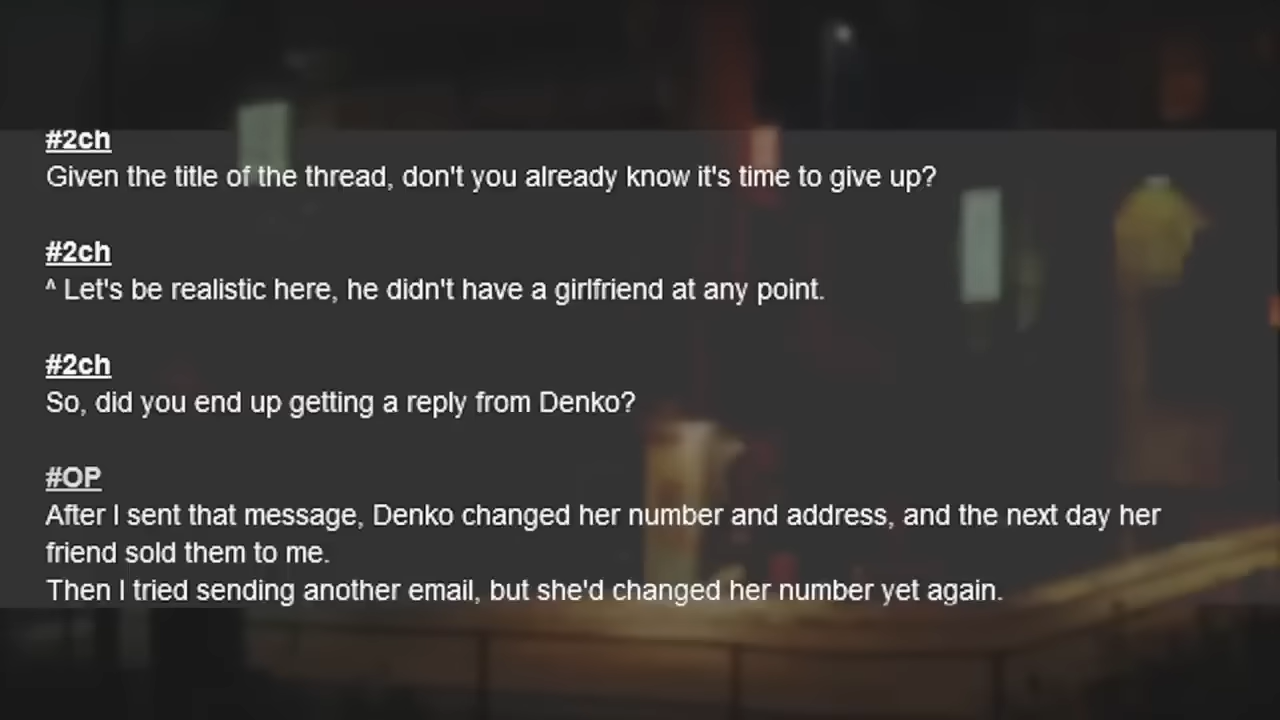 #2ch
Given the title of the thread, don't you already know it's time to give up?
#2ch
^ Let's be realistic here, he didn't have a girlfriend at any point.
#2ch
So, did you end up getting a reply from Denko?
#OP
After I sent that message, Denko changed her number and address, and the next day her
friend sold them to me.
Then I tried sending another email, but she'd changed her number yet again.